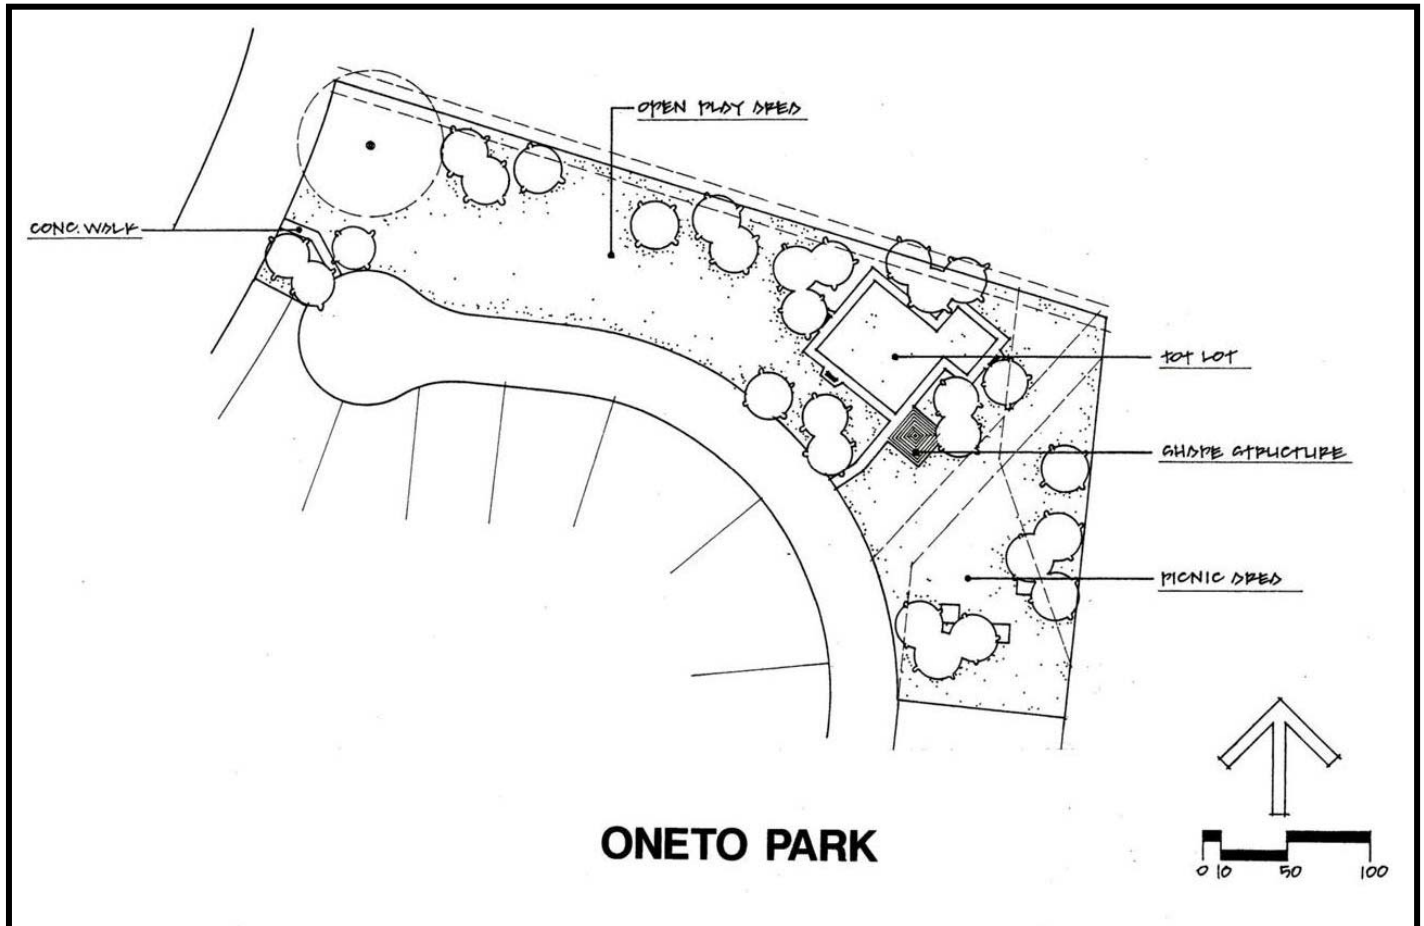 OPEN PLAY AREA
CONC. WALK
TOT LOT
SHADE STRUCTURE
PICNIC AREA
ONETO PARK
0 10 50 100